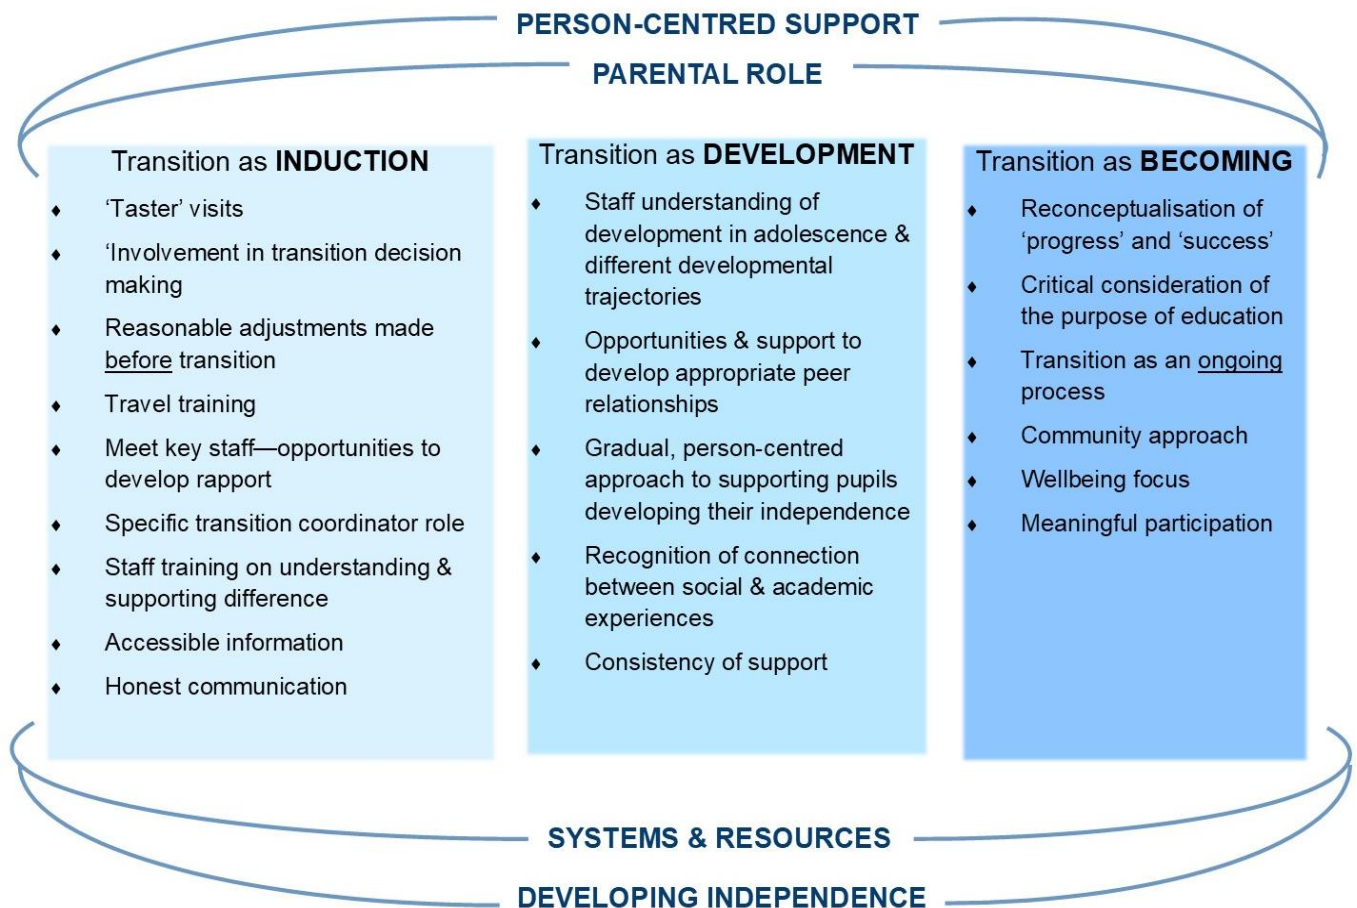 PERSON-CENTRED SUPPORT
PARENTAL ROLE
Transition as INDUCTION
♦ ‘Taster’ visits
♦ ‘Involvement in transition decision
making
♦ Reasonable adjustments made
before transition
♦ Travel training
♦ Meet key staff—opportunities to
develop rapport
♦ Specific transition coordinator role
♦ Staff training on understanding &
supporting difference
♦ Accessible information
♦ Honest communication
Transition as DEVELOPMENT
♦ Staff understanding of
development in adolescence &
different developmental
trajectories
♦ Opportunities & support to
develop appropriate peer
relationships
♦ Gradual, person-centred
approach to supporting pupils
developing their independence
♦ Recognition of connection
between social & academic
experiences
♦ Consistency of support
Transition as BECOMING
♦ Reconceptualisation of
‘progress’ and ‘success’
♦ Critical consideration of
the purpose of education
♦ Transition as an ongoing
process
♦ Community approach
♦ Wellbeing focus
♦ Meaningful participation
SYSTEMS & RESOURCES
DEVELOPING INDEPENDENCE